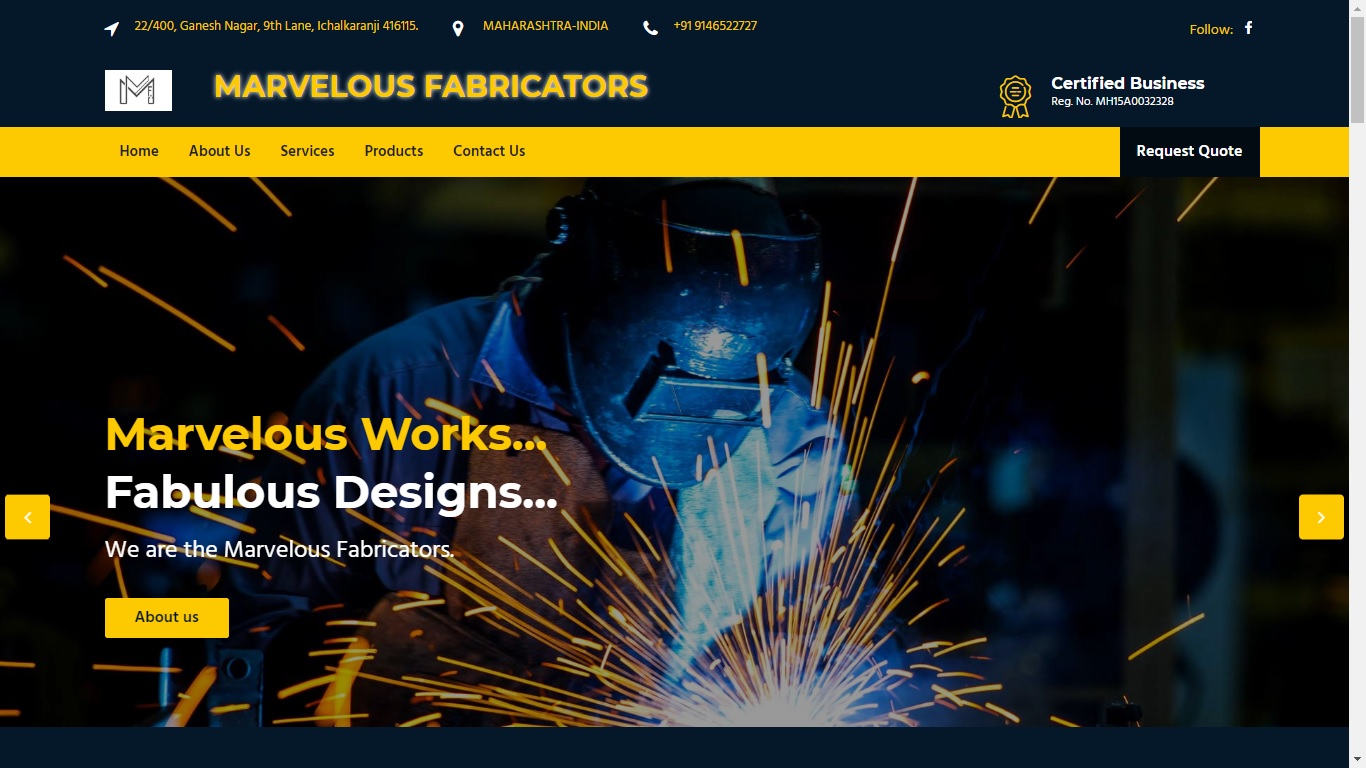 22/400, Ganesh Nagar, 9th Lane, Ichalkaranji 416115.
MAHARASHTRA-INDIA
+91 9146522727
Follow:
MARVELOUS FABRICATORS
Certified Business
Reg. No. MH15A0032328
Home
About Us
Services
Products
Contact Us
Request Quote
Marvelous Works...
Fabulous Designs...
We are the Marvelous Fabricators.
About us